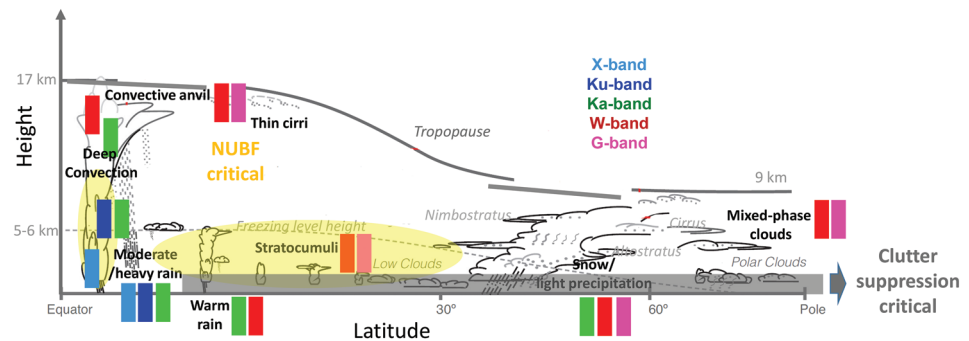 17 km
Convective anvil
Thin cirri
Deep
Convection
NUBF
critical
Tropopause
X-band
Ku-band
Ka-band
W-band
G-band
9 km
Height
5-6 km
Freezing level height
Stratocumuli
Low Clouds
Nimbostratus
Cirrus
Altostratus
Mixed-phase
clouds
Polar Clouds
Moderate
/heavy rain
Snow/
light precipitation
Clutter
suppression
critical
Equator
Warm
rain
30°
60°
Pole
Latitude